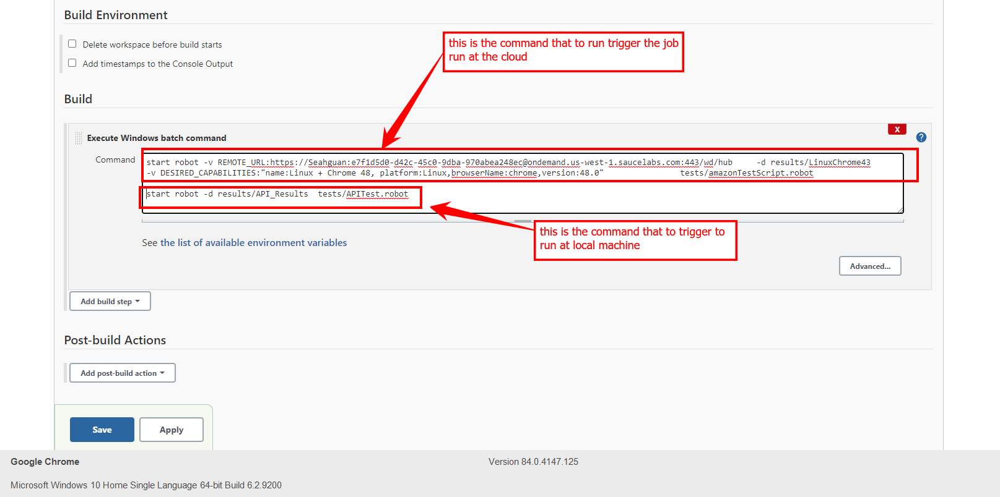 Build Environment
Delete workspace before build starts
Add timestamps to the Console Output
this is the command that to run trigger the job
run at the cloud
Build
Execute Windows batch command
X
?
Command
start robot -v REMOTE_URL:https://Seahguan:e7f1d5d0-d42c-45c0-9dba-970abea248ec@ondemand.us-west-1.saucelabs.com:443/wd/hub -d results/LinuxChrome43
-v DESIRED_CAPABILITIES:"name:Linux + Chrome 48, platform:Linux,browserName:chrome,version:48.0" tests/amazonTestScript.robot
start robot -d results/API_Results tests/APITest.robot
this is the command that to trigger to
run at local machine
See the list of available environment variables
Advanced...
Add build step
Post-build Actions
Add post-build action
Save
Apply
Google Chrome
Version 84.0.4147.125
Microsoft Windows 10 Home Single Language 64-bit Build 6.2.9200